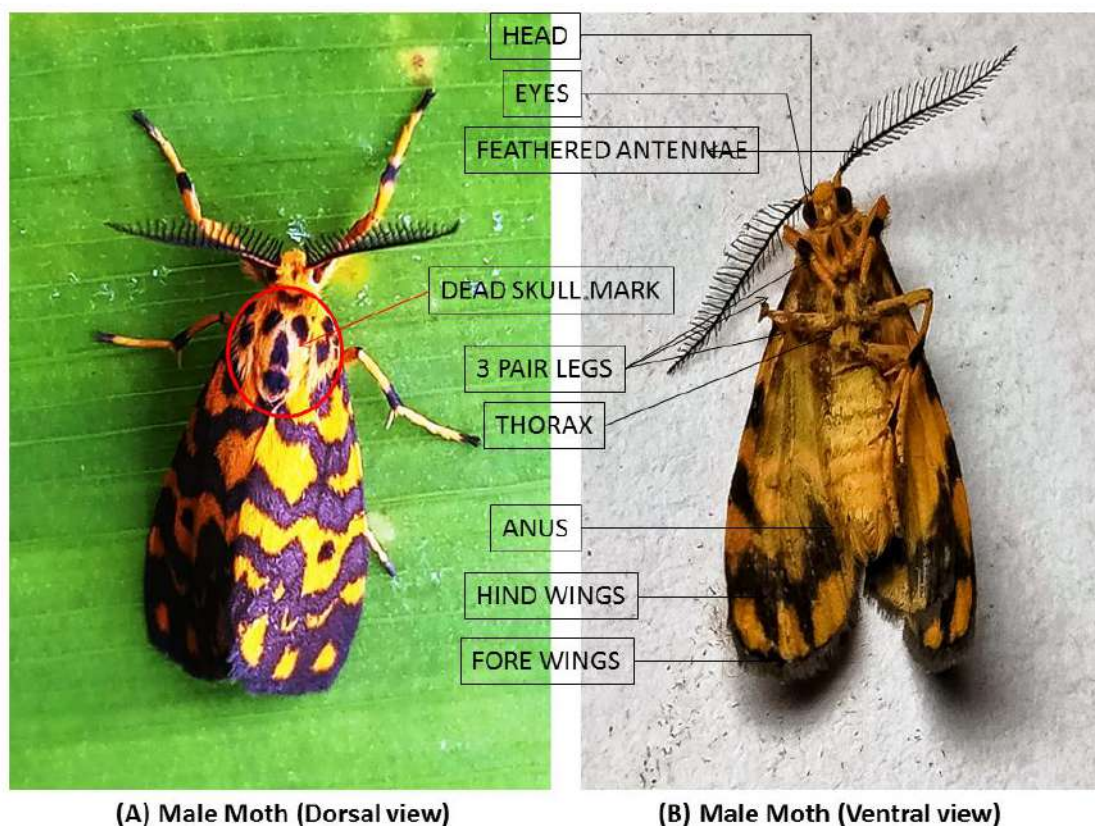 HEAD
EYES
FEATHERED ANTENNAE
DEAD SKULL MARK
3 PAIR LEGS
THORAX
ANUS
HIND WINGS
FORE WINGS
(A) Male Moth (Dorsal view)
(B) Male Moth (Ventral view)